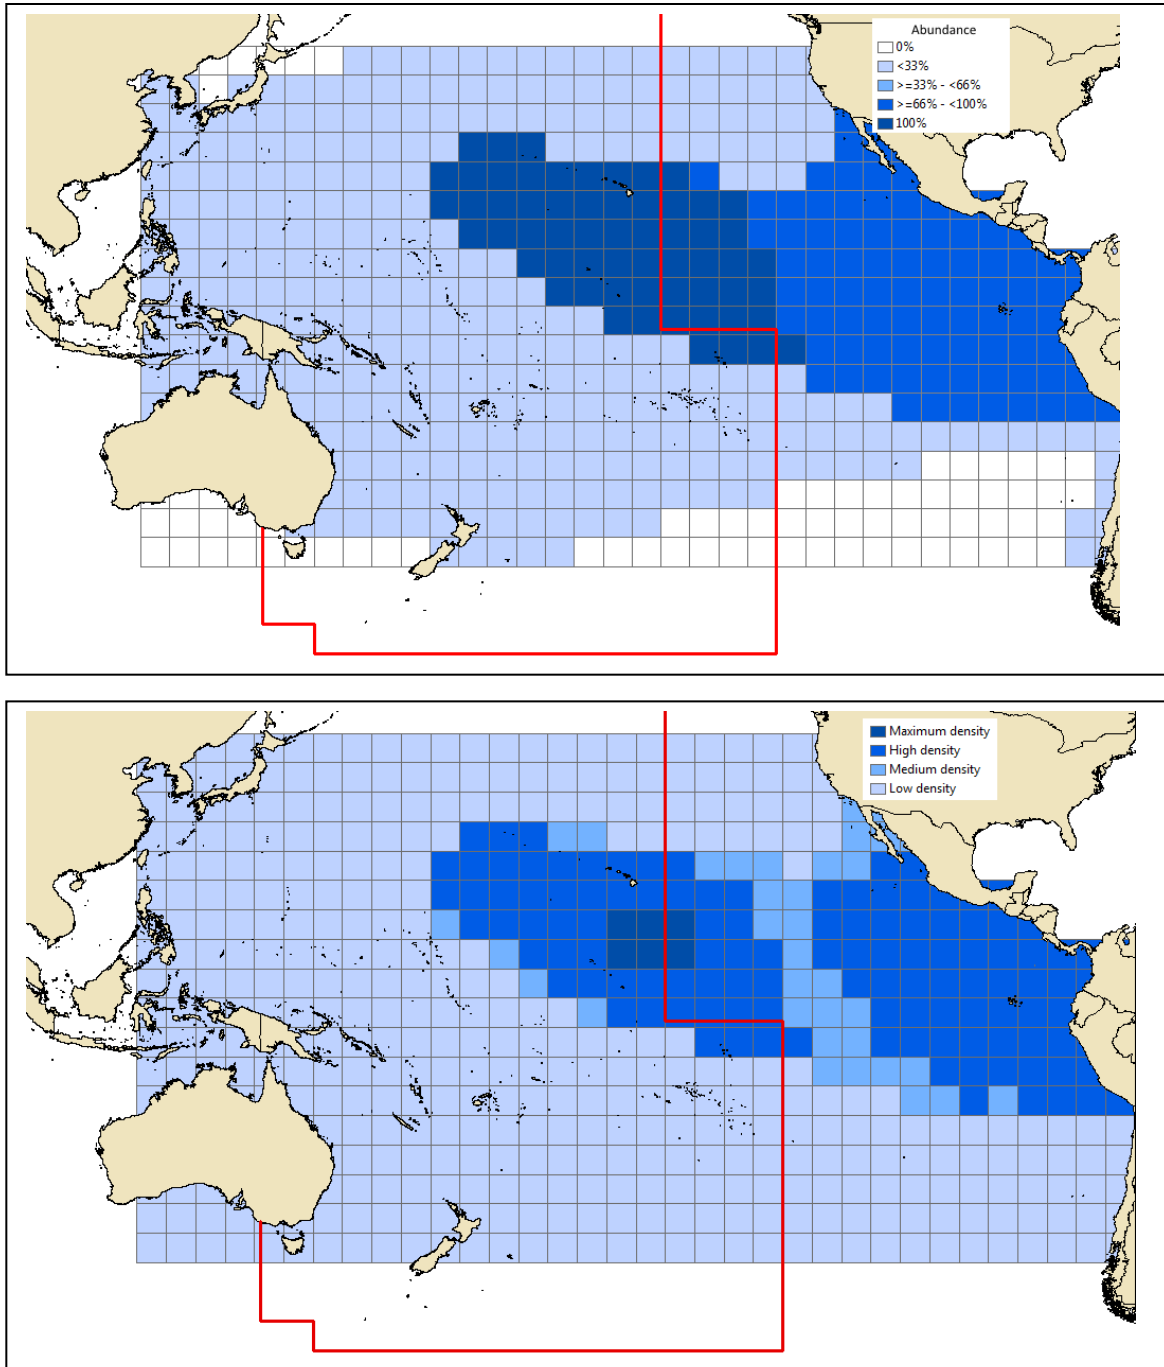 Abundance
0%
<33%
>=33% - <66%
>=66% - <100%
100%
Maximum density
High density
Medium density
Low density